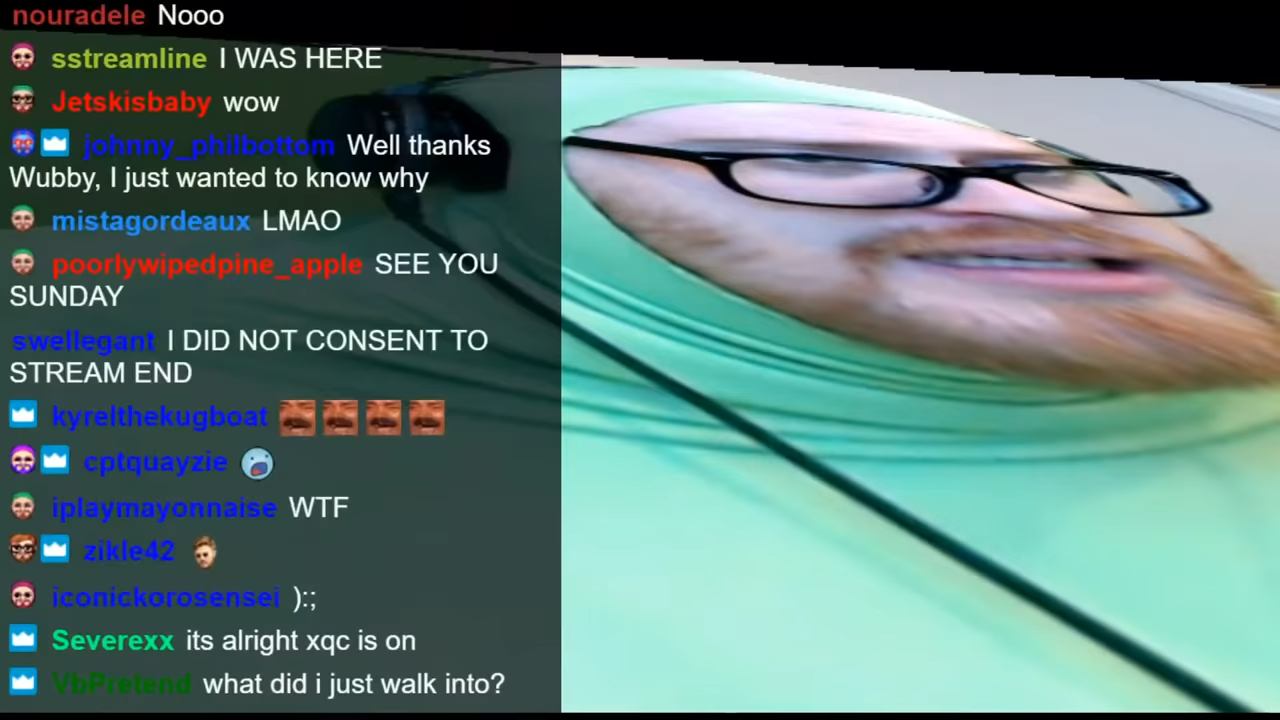 nouradele Nooo
sstreamline I WAS HERE
Jetskisbaby wow
johnny_philbottom Well thanks
Wubby, I just wanted to know why
mistagordeaux LMAO
poorlywipedpine_apple SEE YOU
SUNDAY
swellegant I DID NOT CONSENT TO
STREAM END
kyrelthekugboat
cptquayzie
iplaymayonnaise WTF
zikle42
iconickorosensei ):;
Severexx its alright xqc is on
VbPretend what did i just walk into?